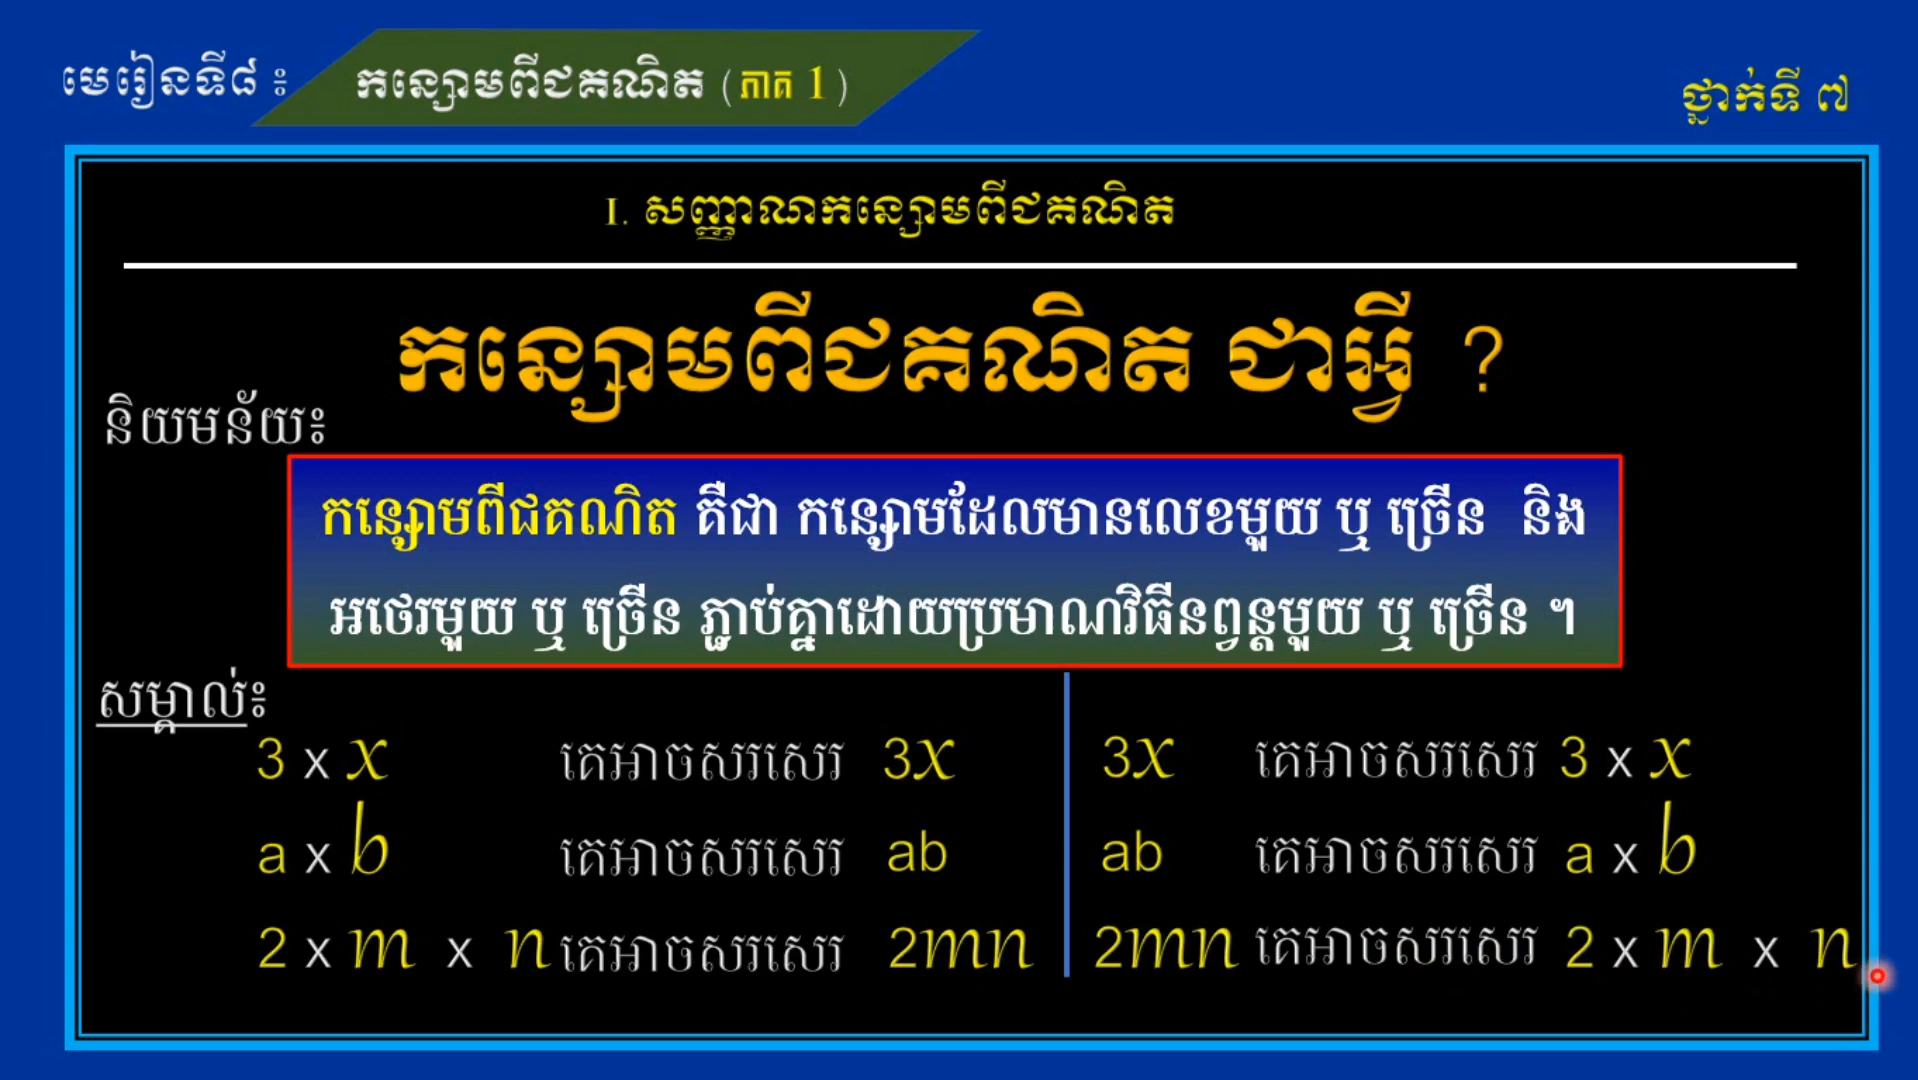 មេរៀនទី៨ ៖ កន្សោមពីជគណិត (ភាគ 1) ថ្នាក់ទី ៧
I. សញ្ញាណកន្សោមពីជគណិត
កន្សោមពីជគណិត ជាអ្វី ?
និយមន័យ៖
កន្សោមពីជគណិត គឺជា កន្សោមដែលមានលេខមួយ ឬ ច្រើន និង
អថេរមួយ ឬ ច្រើន ភ្ជាប់គ្នាដោយប្រមាណវិធីនព្វន្តមួយ ឬ ច្រើន ។
សម្គាល់៖
3 x x គេអាចសរសេរ 3x 3x គេអាចសរសេរ 3 x x
a x b គេអាចសរសេរ ab ab គេអាចសរសេរ a x b
2 x m x n គេអាចសរសេរ 2mn 2mn គេអាចសរសេរ 2 x m x n